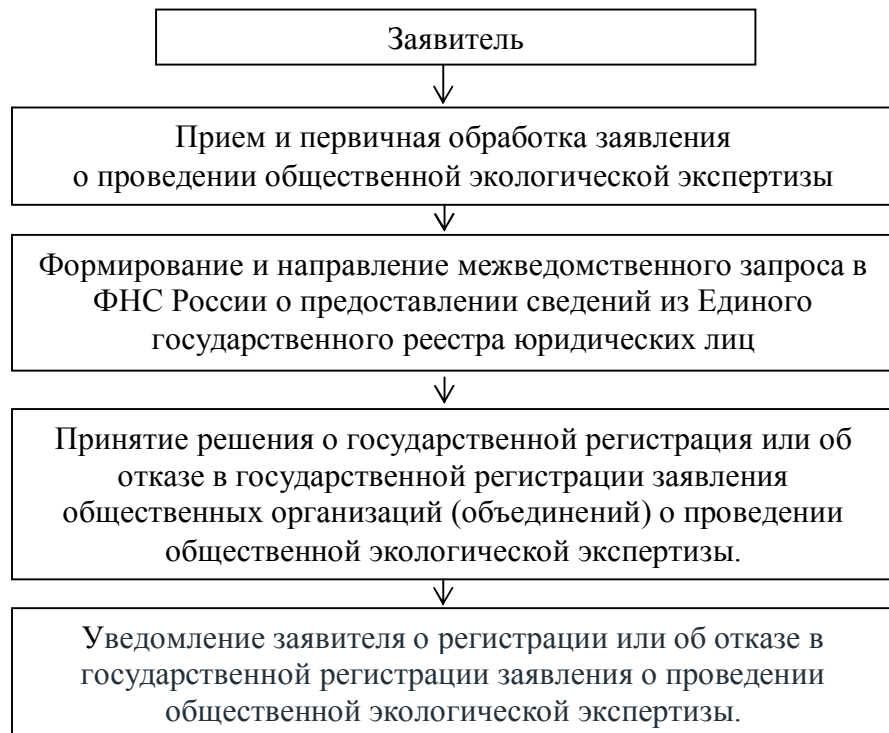 Заявитель
Прием и первичная обработка заявления
о проведении общественной экологической экспертизы
Формирование и направление межведомственного запроса в
ФНС России о предоставлении сведений из Единого
государственного реестра юридических лиц
Принятие решения о государственной регистрация или об
отказе в государственной регистрации заявления
общественных организаций (объединений) о проведении
общественной экологической экспертизы.
Уведомление заявителя о регистрации или об отказе в
государственной регистрации заявления о проведении
общественной экологической экспертизы.